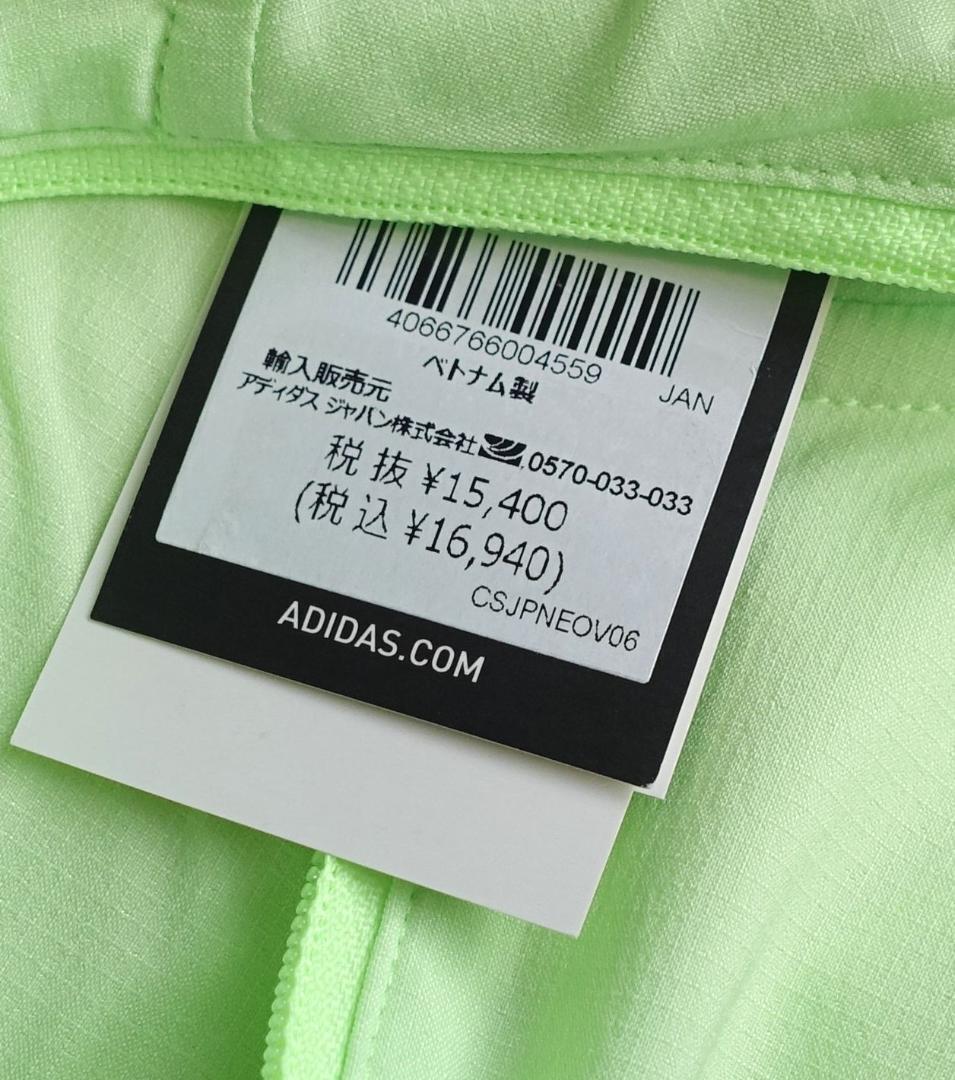 4066766004559
JAN
ベトナム製
輸入販売元
アディダス ジャパン株式会社 0570-033-033
税抜 ¥15,400
(税込 ¥16,940)
CSJPNEOV06
ADIDAS.COM